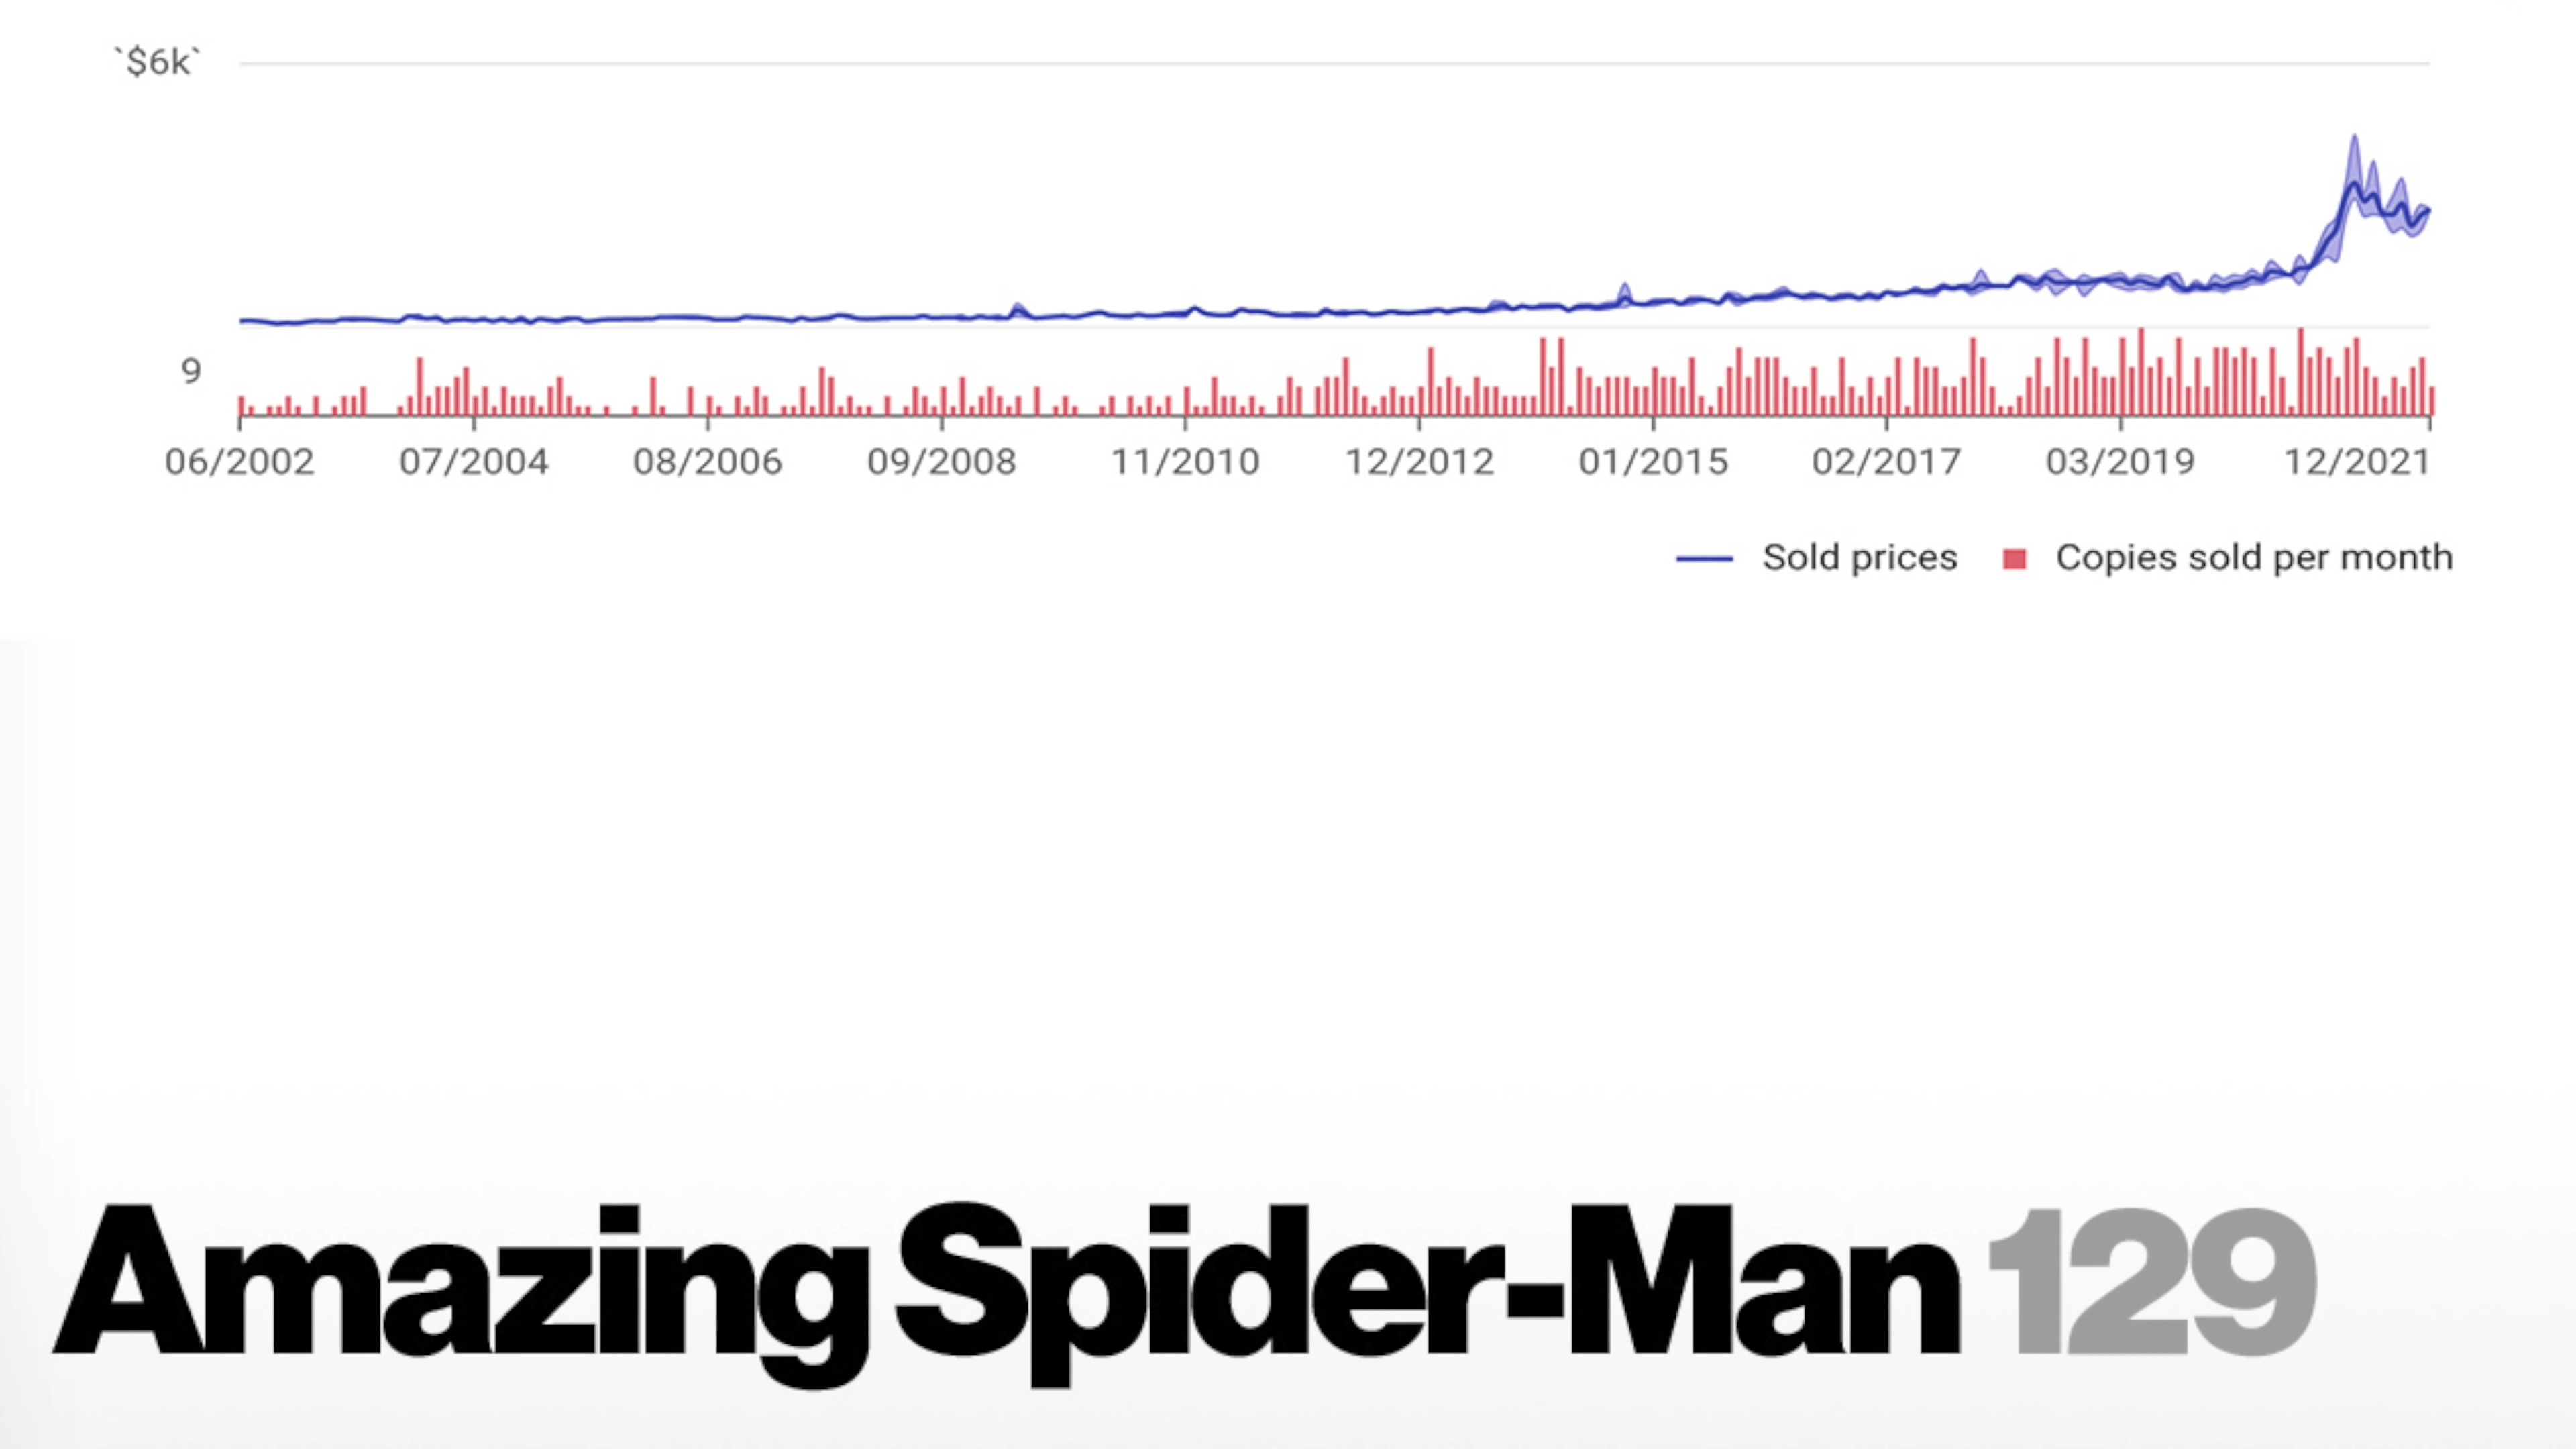 `$6k`
9
06/2002 07/2004 08/2006 09/2008 11/2010 12/2012 01/2015 02/2017 03/2019 12/2021
Sold prices Copies sold per month
Amazing Spider-Man 129